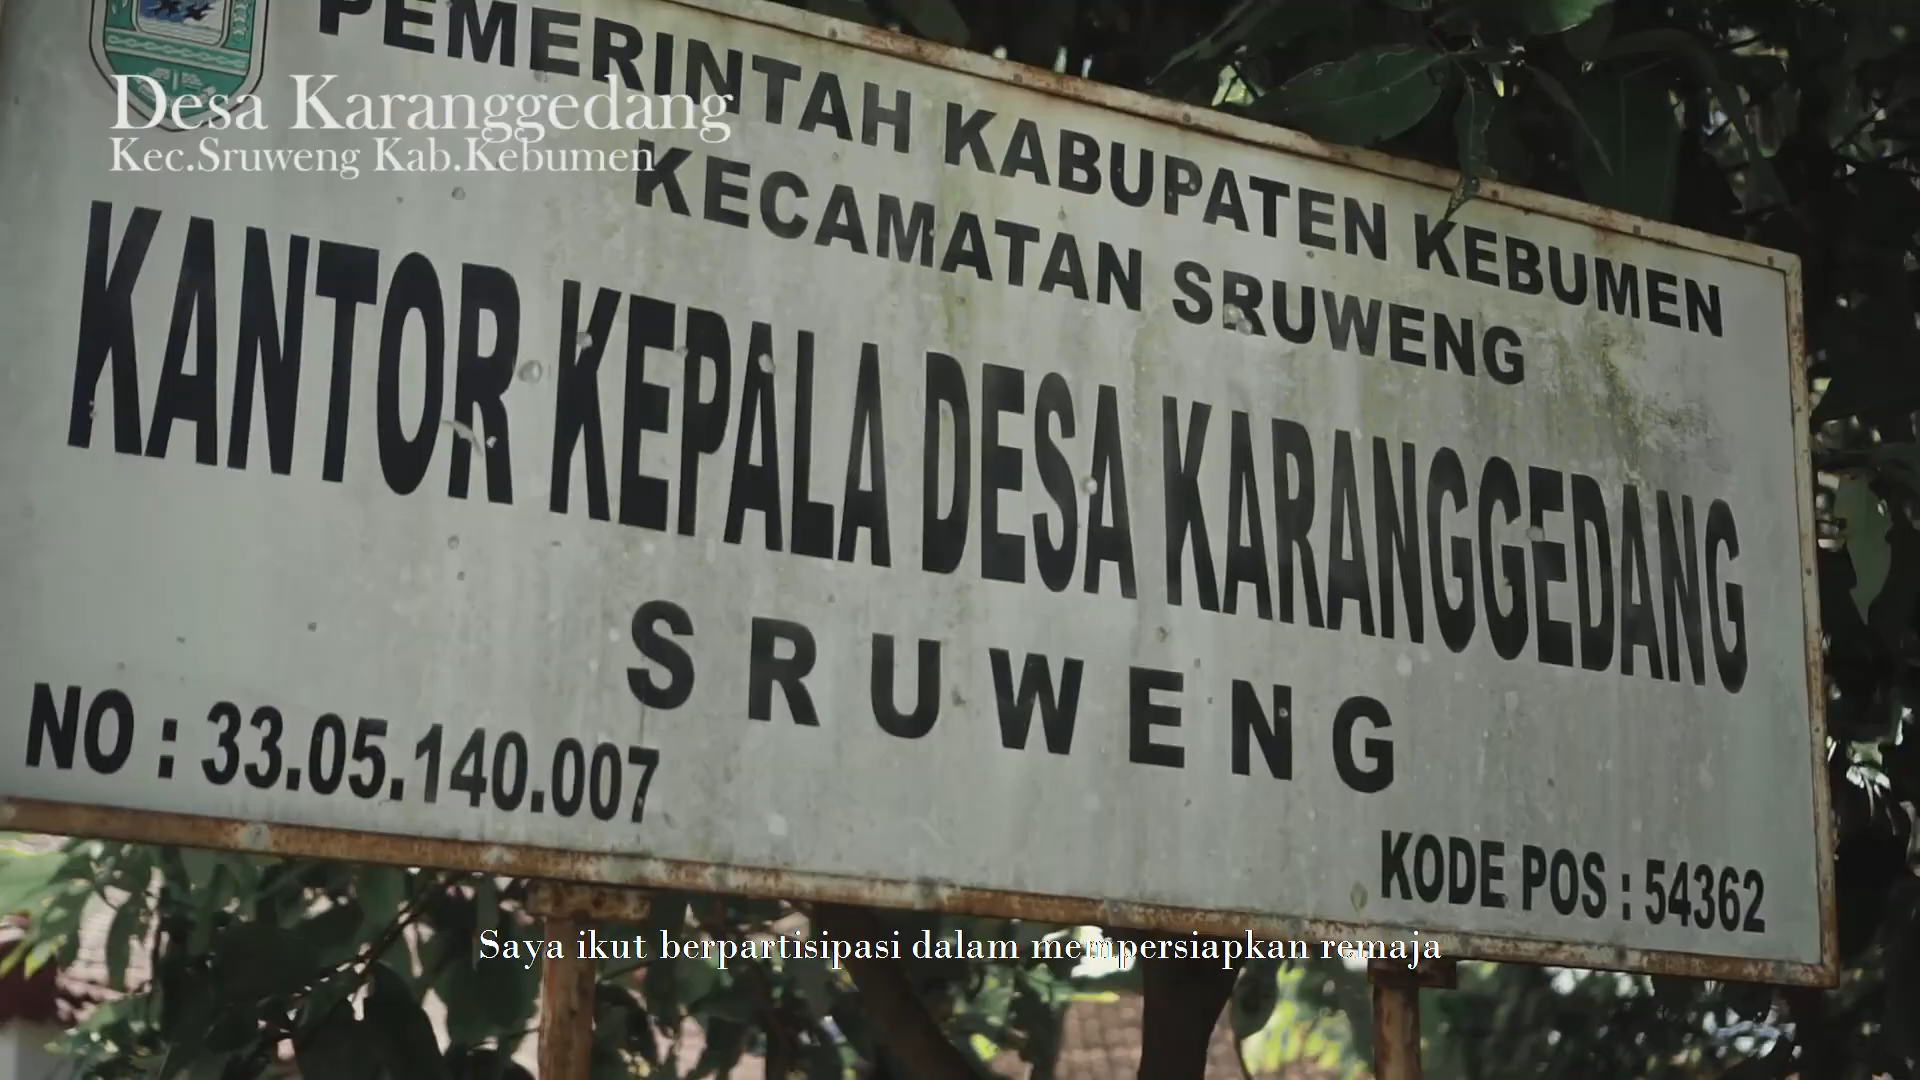 PEMERINTAH KABUPATEN KEBUMEN
Desa Karanggedang
Kec.Sruweng Kab.Kebumen
KECAMATAN SRUWENG
KANTOR KEPALA DESA KARANGGEDANG
SRUWENG
NO : 33.05.140.007
KODE POS : 54362
Saya ikut berpartisipasi dalam mempersiapkan remaja